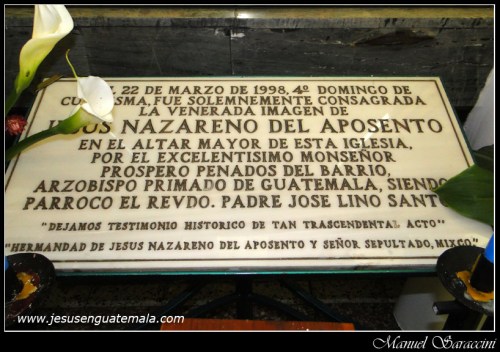 22 DE MARZO DE 1998, 4º DOMINGO DE
FUE SOLEMNEMENTE CONSAGRADA
LA VENERADA IMAGEN DE
JESUS NAZARENO DEL APOSENTO
EN EL ALTAR MAYOR DE ESTA IGLESIA,
POR EL EXCELENTISIMO MONSEÑOR
PROSPERO PENADOS DEL BARRIO,
ARZOBISPO PRIMADO DE GUATEMALA, SIENDO
PARROCO EL REVDO. PADRE JOSE LINO SANTO
"DEJAMOS TESTIMONIO HISTORICO DE TAN TRASCENDENTAL ACTO"
"HERMANDAD DE JESUS NAZARENO DEL APOSENTO Y SEÑOR SEPULTADO, MIXCO."
www.jesusenguatemala.com
Manuel Saraccini